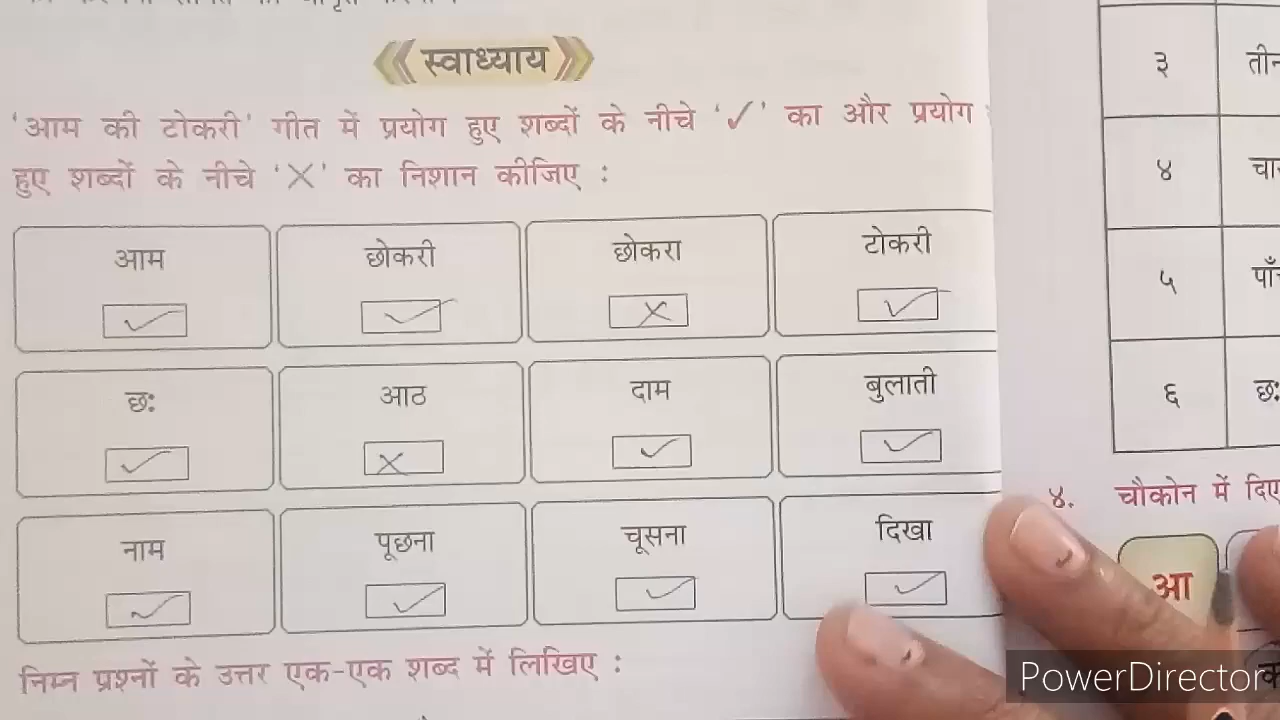 स्वाध्याय
'आम की टोकरी' गीत में प्रयोग हुए शब्दों के नीचे '✓' का और प्रयोग
हुए शब्दों के नीचे '×' का निशान कीजिए :
आम छोकरी छोकरा टोकरी
✓ ✓ × ✓
छः आठ दाम बुलाती
✓ × ✓ ✓
नाम पूछना चूसना दिखा
✓ ✓ ✓ ✓
निम्न प्रश्नों के उत्तर एक-एक शब्द में लिखिए :
३
४
५
६ छः
४. चौकोन में
आ
PowerDirector